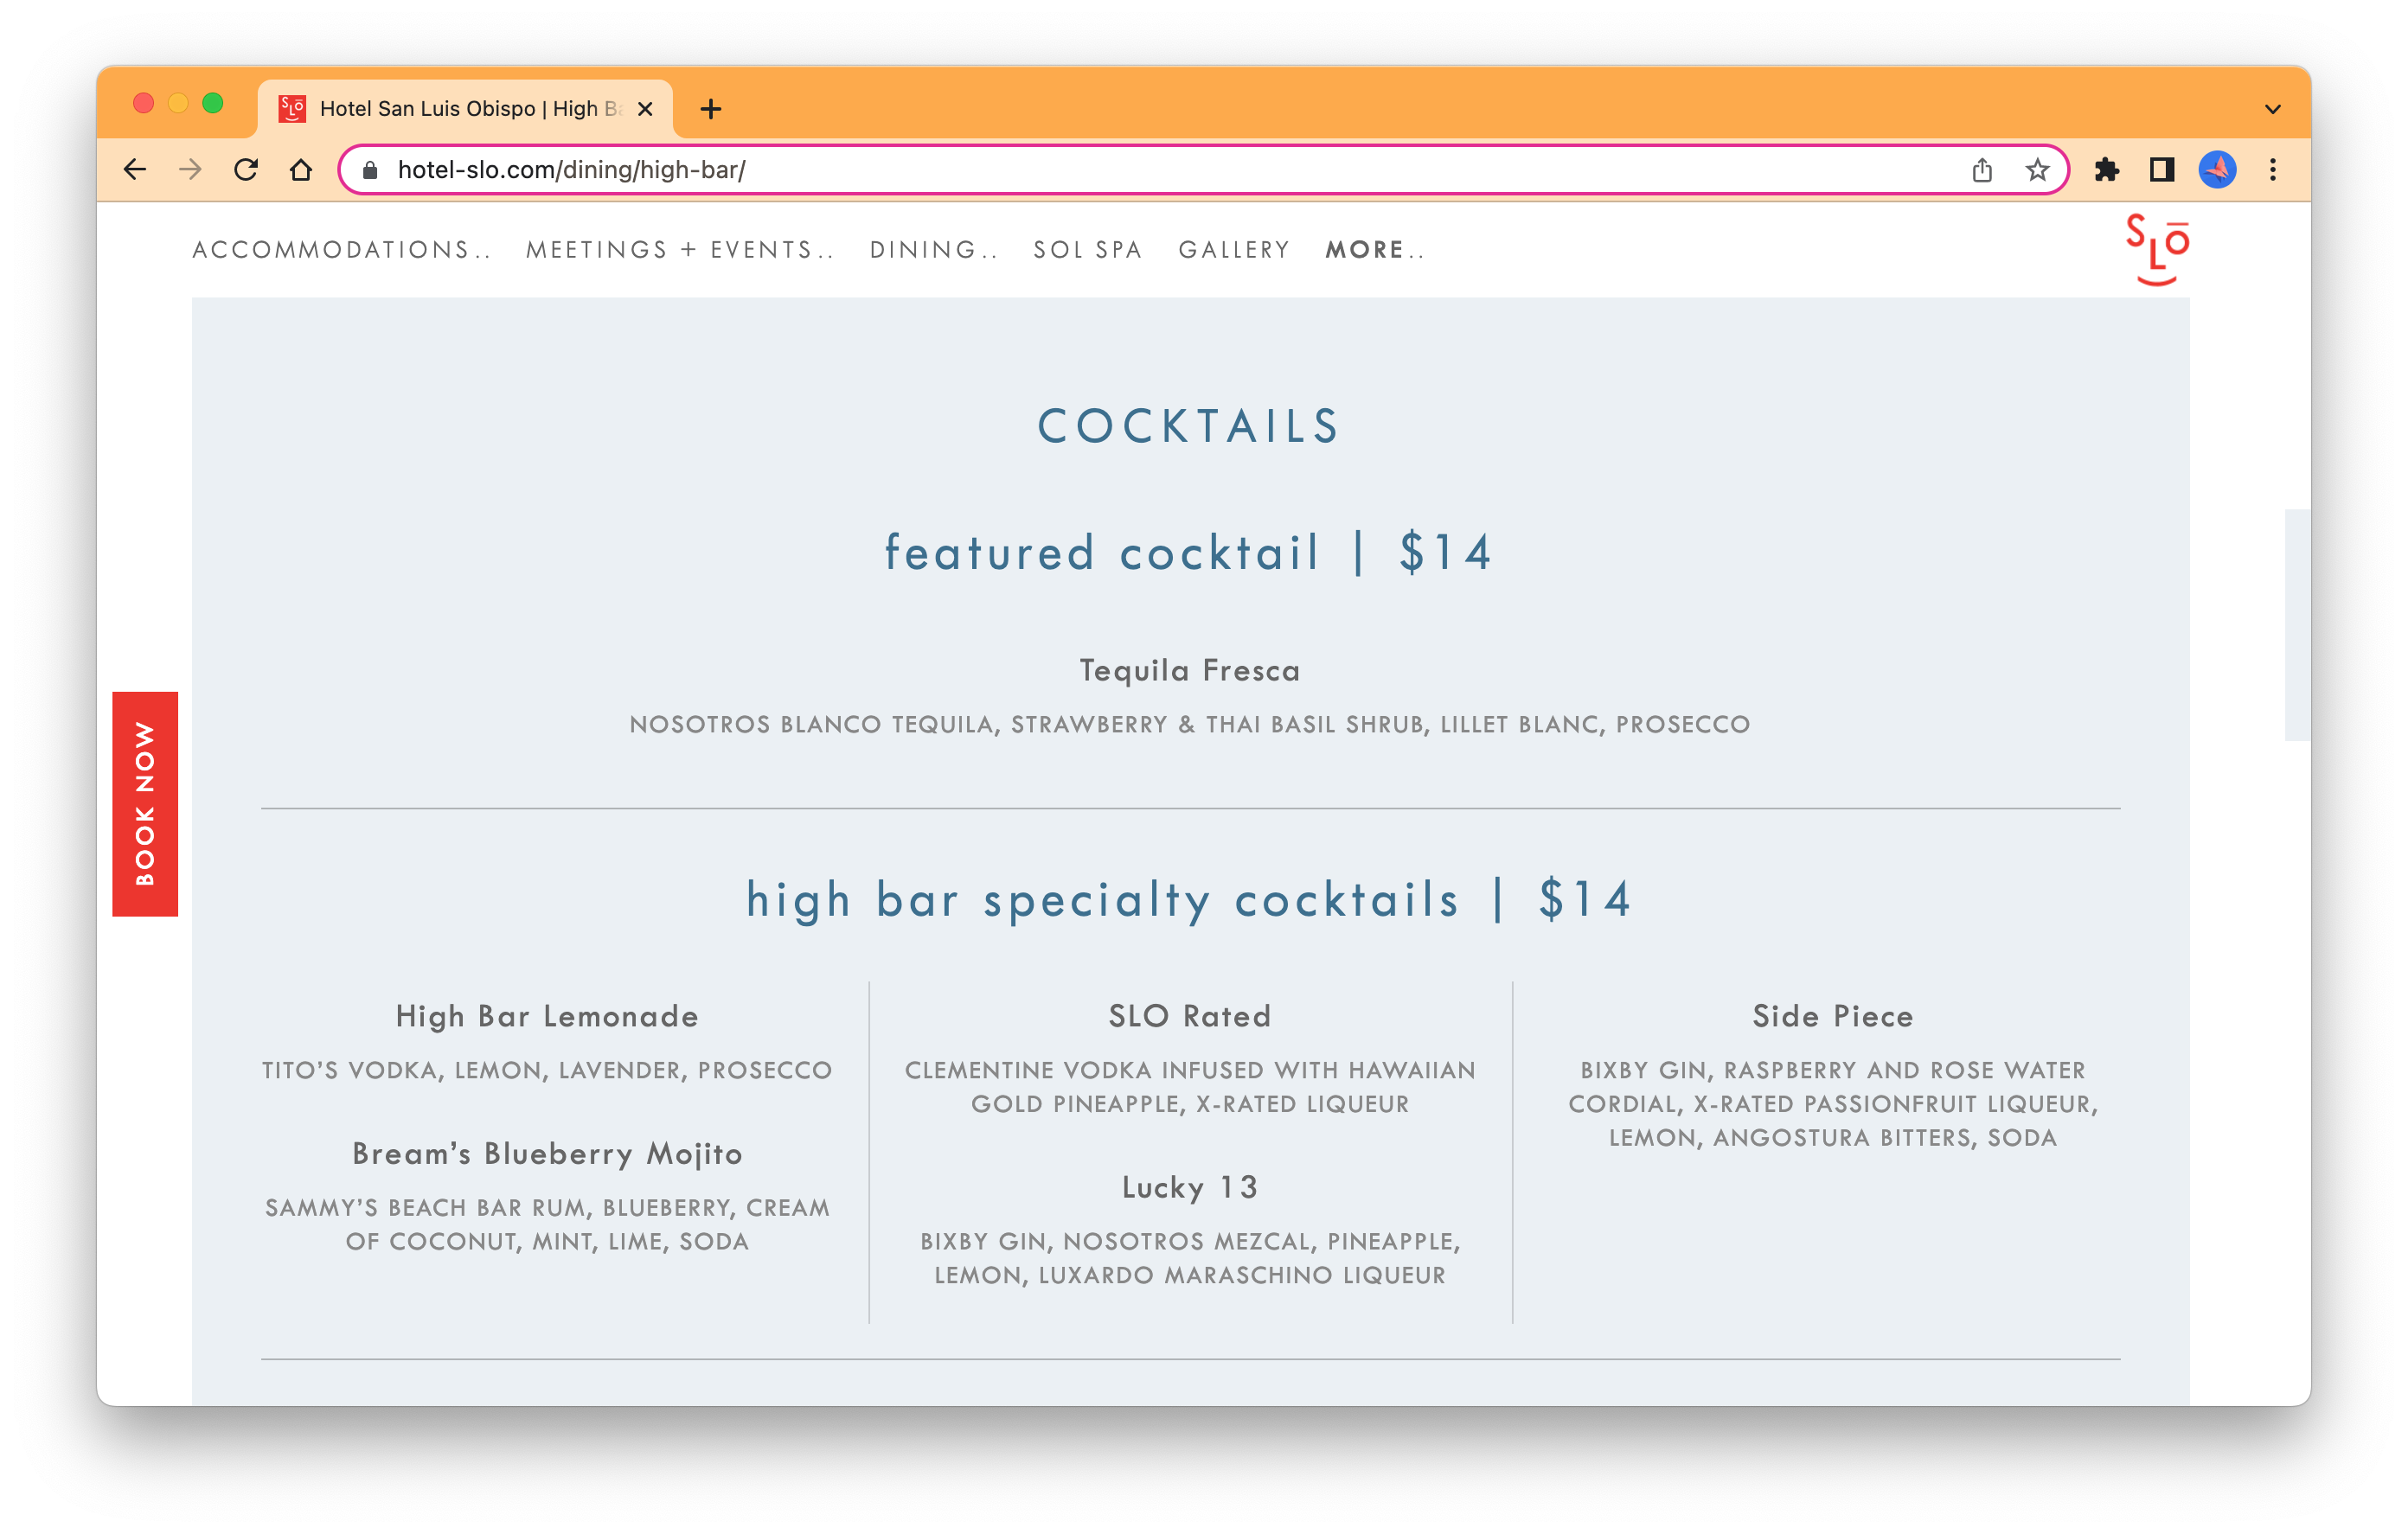 SLō
Hotel San Luis Obispo | High
hotel-slo.com/dining/high-bar/
ACCOMMODATIONS.. MEETINGS + EVENTS.. DINING.. SOL SPA GALLERY MORE..
SLō
BOOK NOW
COCKTAILS
featured cocktail | $14
Tequila Fresca
NOSOTROS BLANCO TEQUILA, STRAWBERRY & THAI BASIL SHRUB, LILLET BLANC, PROSECCO
high bar specialty cocktails | $14
High Bar Lemonade
TITO’S VODKA, LEMON, LAVENDER, PROSECCO
Bream’s Blueberry Mojito
SAMMY’S BEACH BAR RUM, BLUEBERRY, CREAM
OF COCONUT, MINT, LIME, SODA
SLO Rated
CLEMENTINE VODKA INFUSED WITH HAWAIIAN
GOLD PINEAPPLE, X-RATED LIQUEUR
Lucky 13
BIXBY GIN, NOSOTROS MEZCAL, PINEAPPLE,
LEMON, LUXARDO MARASCHINO LIQUEUR
Side Piece
BIXBY GIN, RASPBERRY AND ROSE WATER
CORDIAL, X-RATED PASSIONFRUIT LIQUEUR,
LEMON, ANGOSTURA BITTERS, SODA